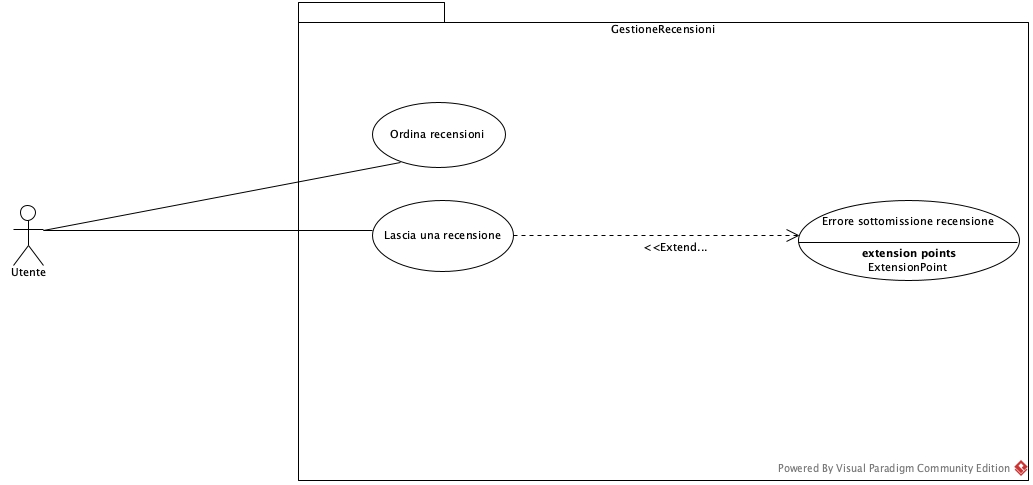 GestioneRecensioni
Ordina recensioni
Utente
Lascia una recensione
<<Extend...
Errore sottomissione recensione
extension points
ExtensionPoint
Powered By Visual Paradigm Community Edition